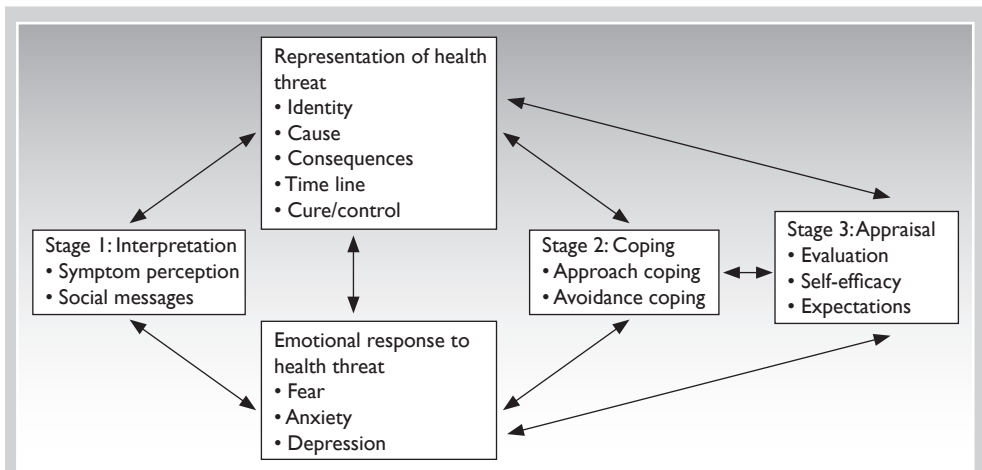 Representation of health
threat
• Identity
• Cause
• Consequences
• Time line
• Cure/control
Stage 1: Interpretation
• Symptom perception
• Social messages
Stage 2: Coping
• Approach coping
• Avoidance coping
Stage 3: Appraisal
• Evaluation
• Self-efficacy
• Expectations
Emotional response to
health threat
• Fear
• Anxiety
• Depression